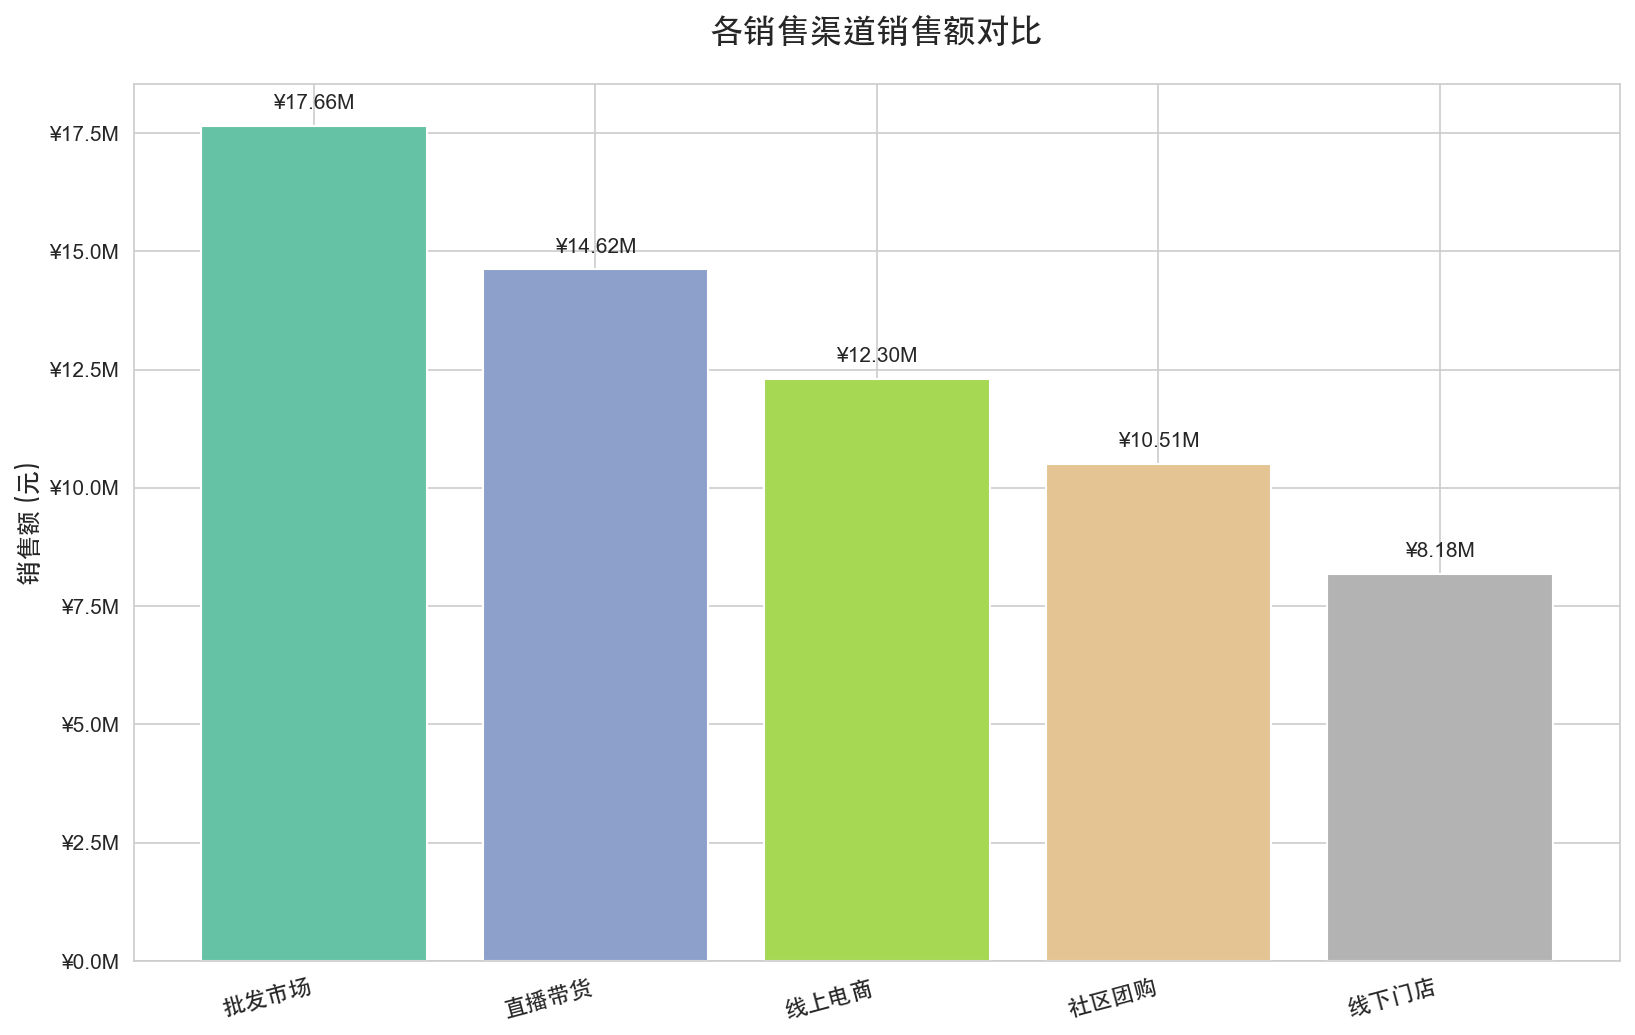 各销售渠道销售额对比
销售额 (元)
¥17.5M
¥15.0M
¥12.5M
¥10.0M
¥7.5M
¥5.0M
¥2.5M
¥0.0M
¥17.66M
¥14.62M
¥12.30M
¥10.51M
¥8.18M
批发市场
直播带货
线上电商
社区团购
线下门店